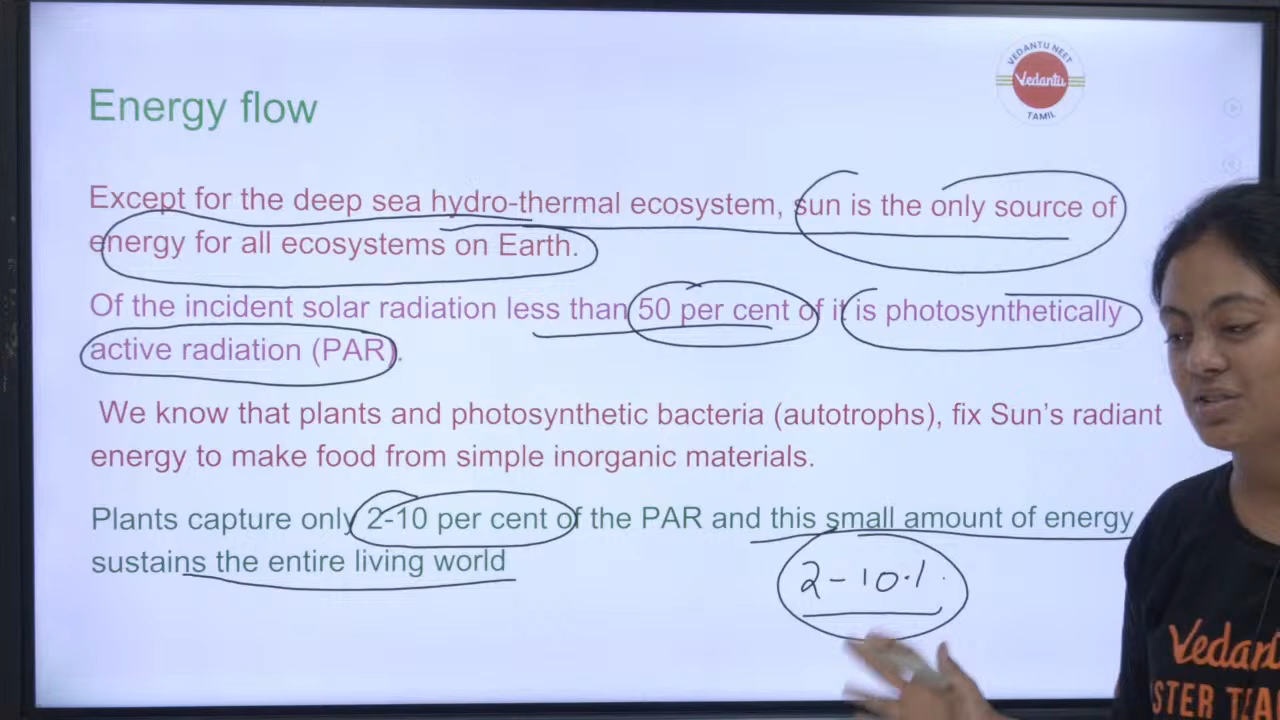 VEDANTU NEET
Vedantu
TAMIL
Energy flow
Except for the deep sea hydro-thermal ecosystem, sun is the only source of
energy for all ecosystems on Earth.
Of the incident solar radiation less than 50 per cent of it is photosynthetically
active radiation (PAR).
We know that plants and photosynthetic bacteria (autotrophs), fix Sun's radiant
energy to make food from simple inorganic materials.
Plants capture only 2-10 per cent of the PAR and this small amount of energy
sustains the entire living world
2-10%